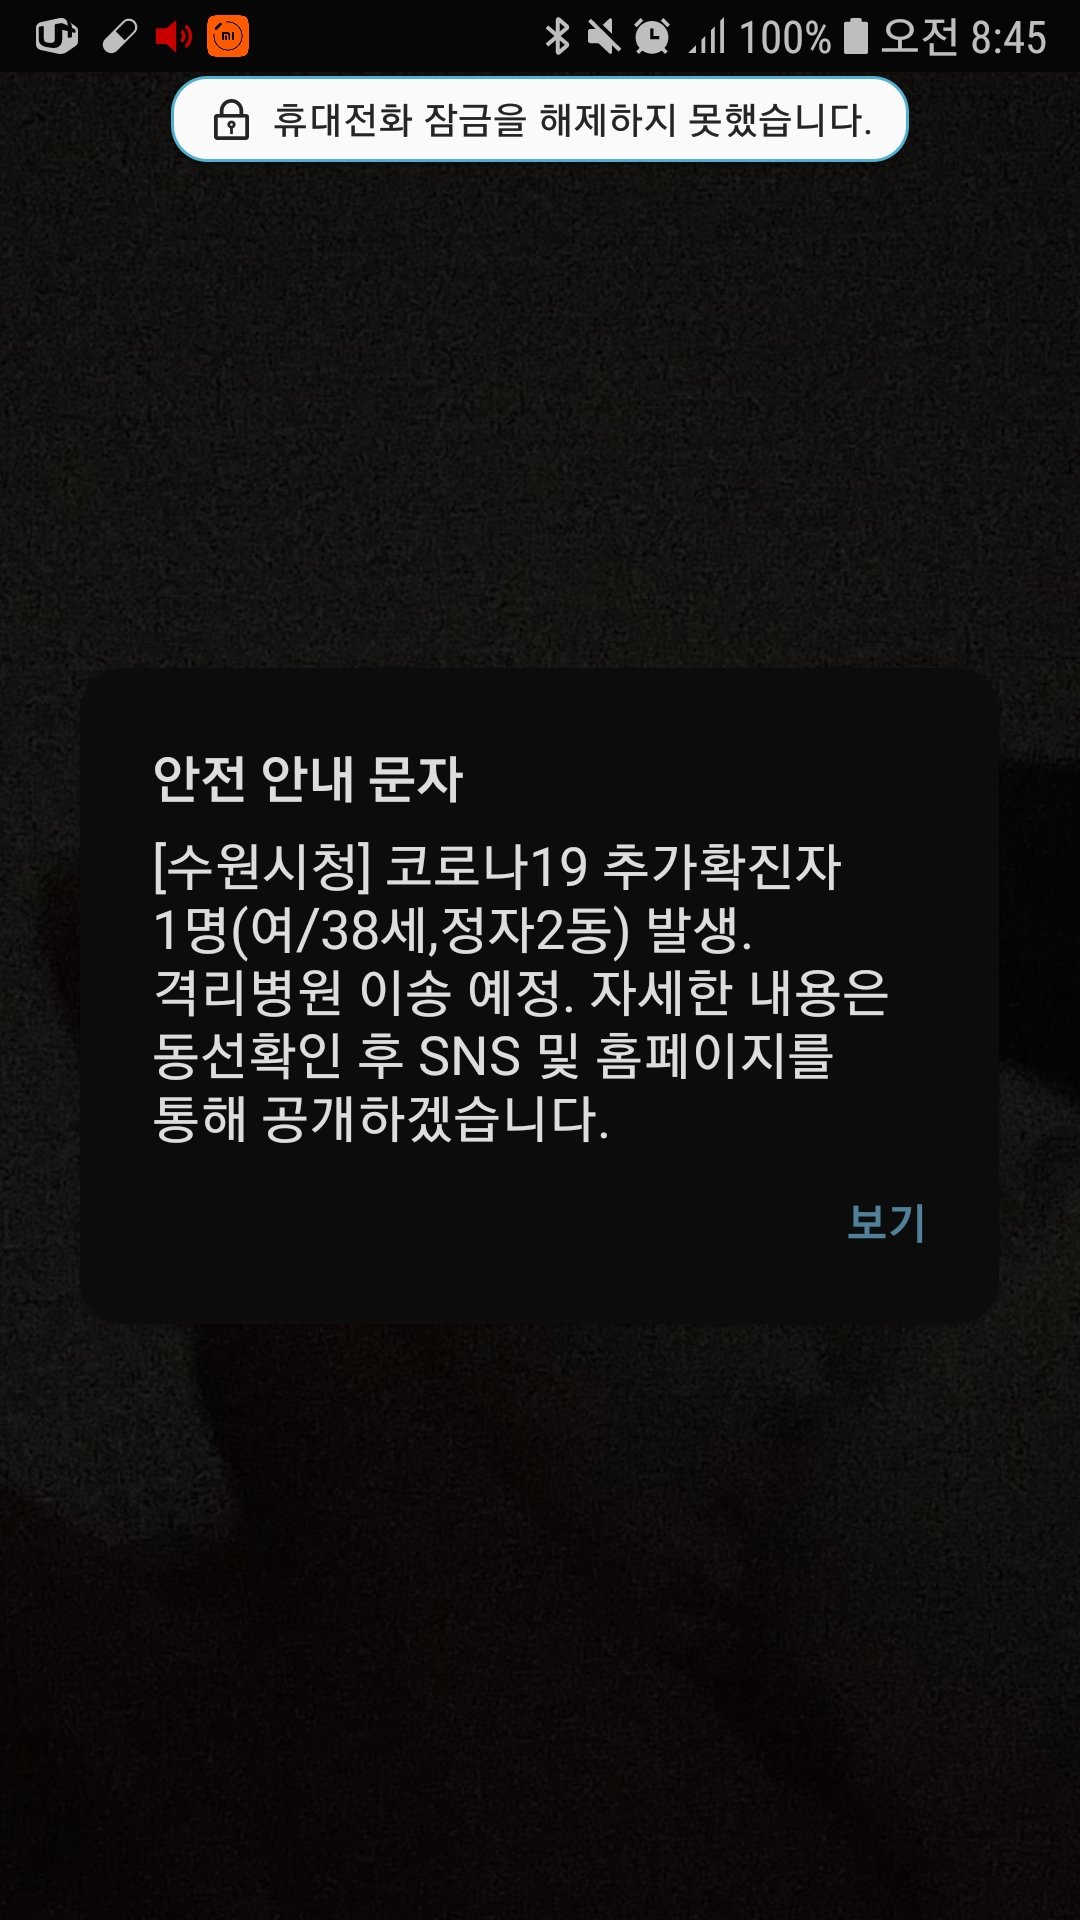 100% 오전 8:45
휴대전화 잠금을 해제하지 못했습니다.
안전 안내 문자
[수원시청] 코로나19 추가확진자
1명(여/38세,정자2동) 발생.
격리병원 이송 예정. 자세한 내용은
동선확인 후 SNS 및 홈페이지를
통해 공개하겠습니다.
보기